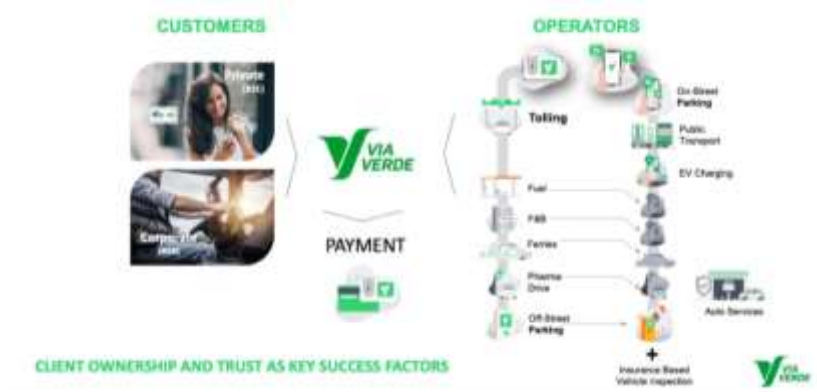 CUSTOMERS
OPERATORS
Private
(B2C)
Corporate
(B2B)
VIA
VERDE
PAYMENT
Tolling
Fuel
F&B
Ferries
Pharma
Drive
Off-Street
Parking
On-Street
Parking
Public
Transport
EV Charging
Auto Services
+
Insurance Based
Vehicle Inspection
CLIENT OWNERSHIP AND TRUST AS KEY SUCCESS FACTORS
VIA
VERDE